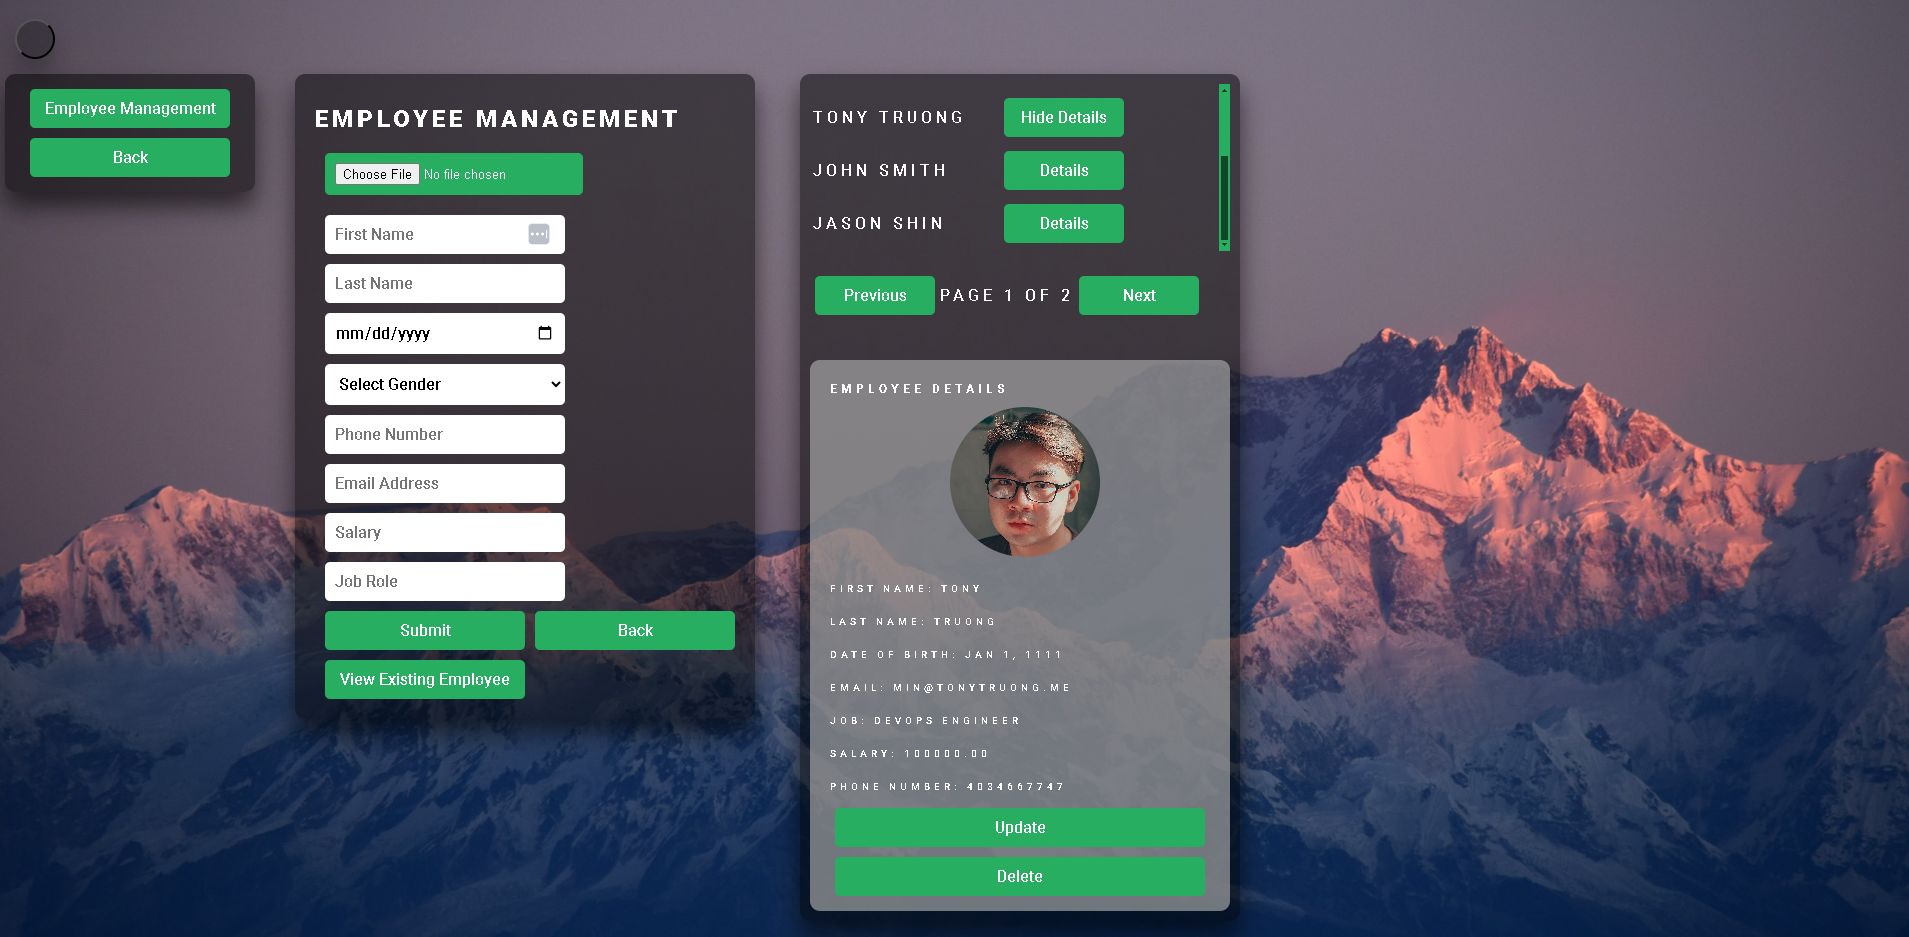 Employee Management
Back
EMPLOYEE MANAGEMENT
Choose File No file chosen
First Name
Last Name
mm/dd/yyyy
Select Gender
Phone Number
Email Address
Salary
Job Role
Submit Back
View Existing Employee
TONY TRUONG Hide Details
JOHN SMITH Details
JASON SHIN Details
Previous PAGE 1 OF 2 Next
EMPLOYEE DETAILS
FIRST NAME: TONY
LAST NAME: TRUONG
DATE OF BIRTH: JAN 1, 1111
EMAIL: MIN@TONYTRUONG.ME
JOB: DEVOPS ENGINEER
SALARY: 100000.00
PHONE NUMBER: 4034667747
Update
Delete